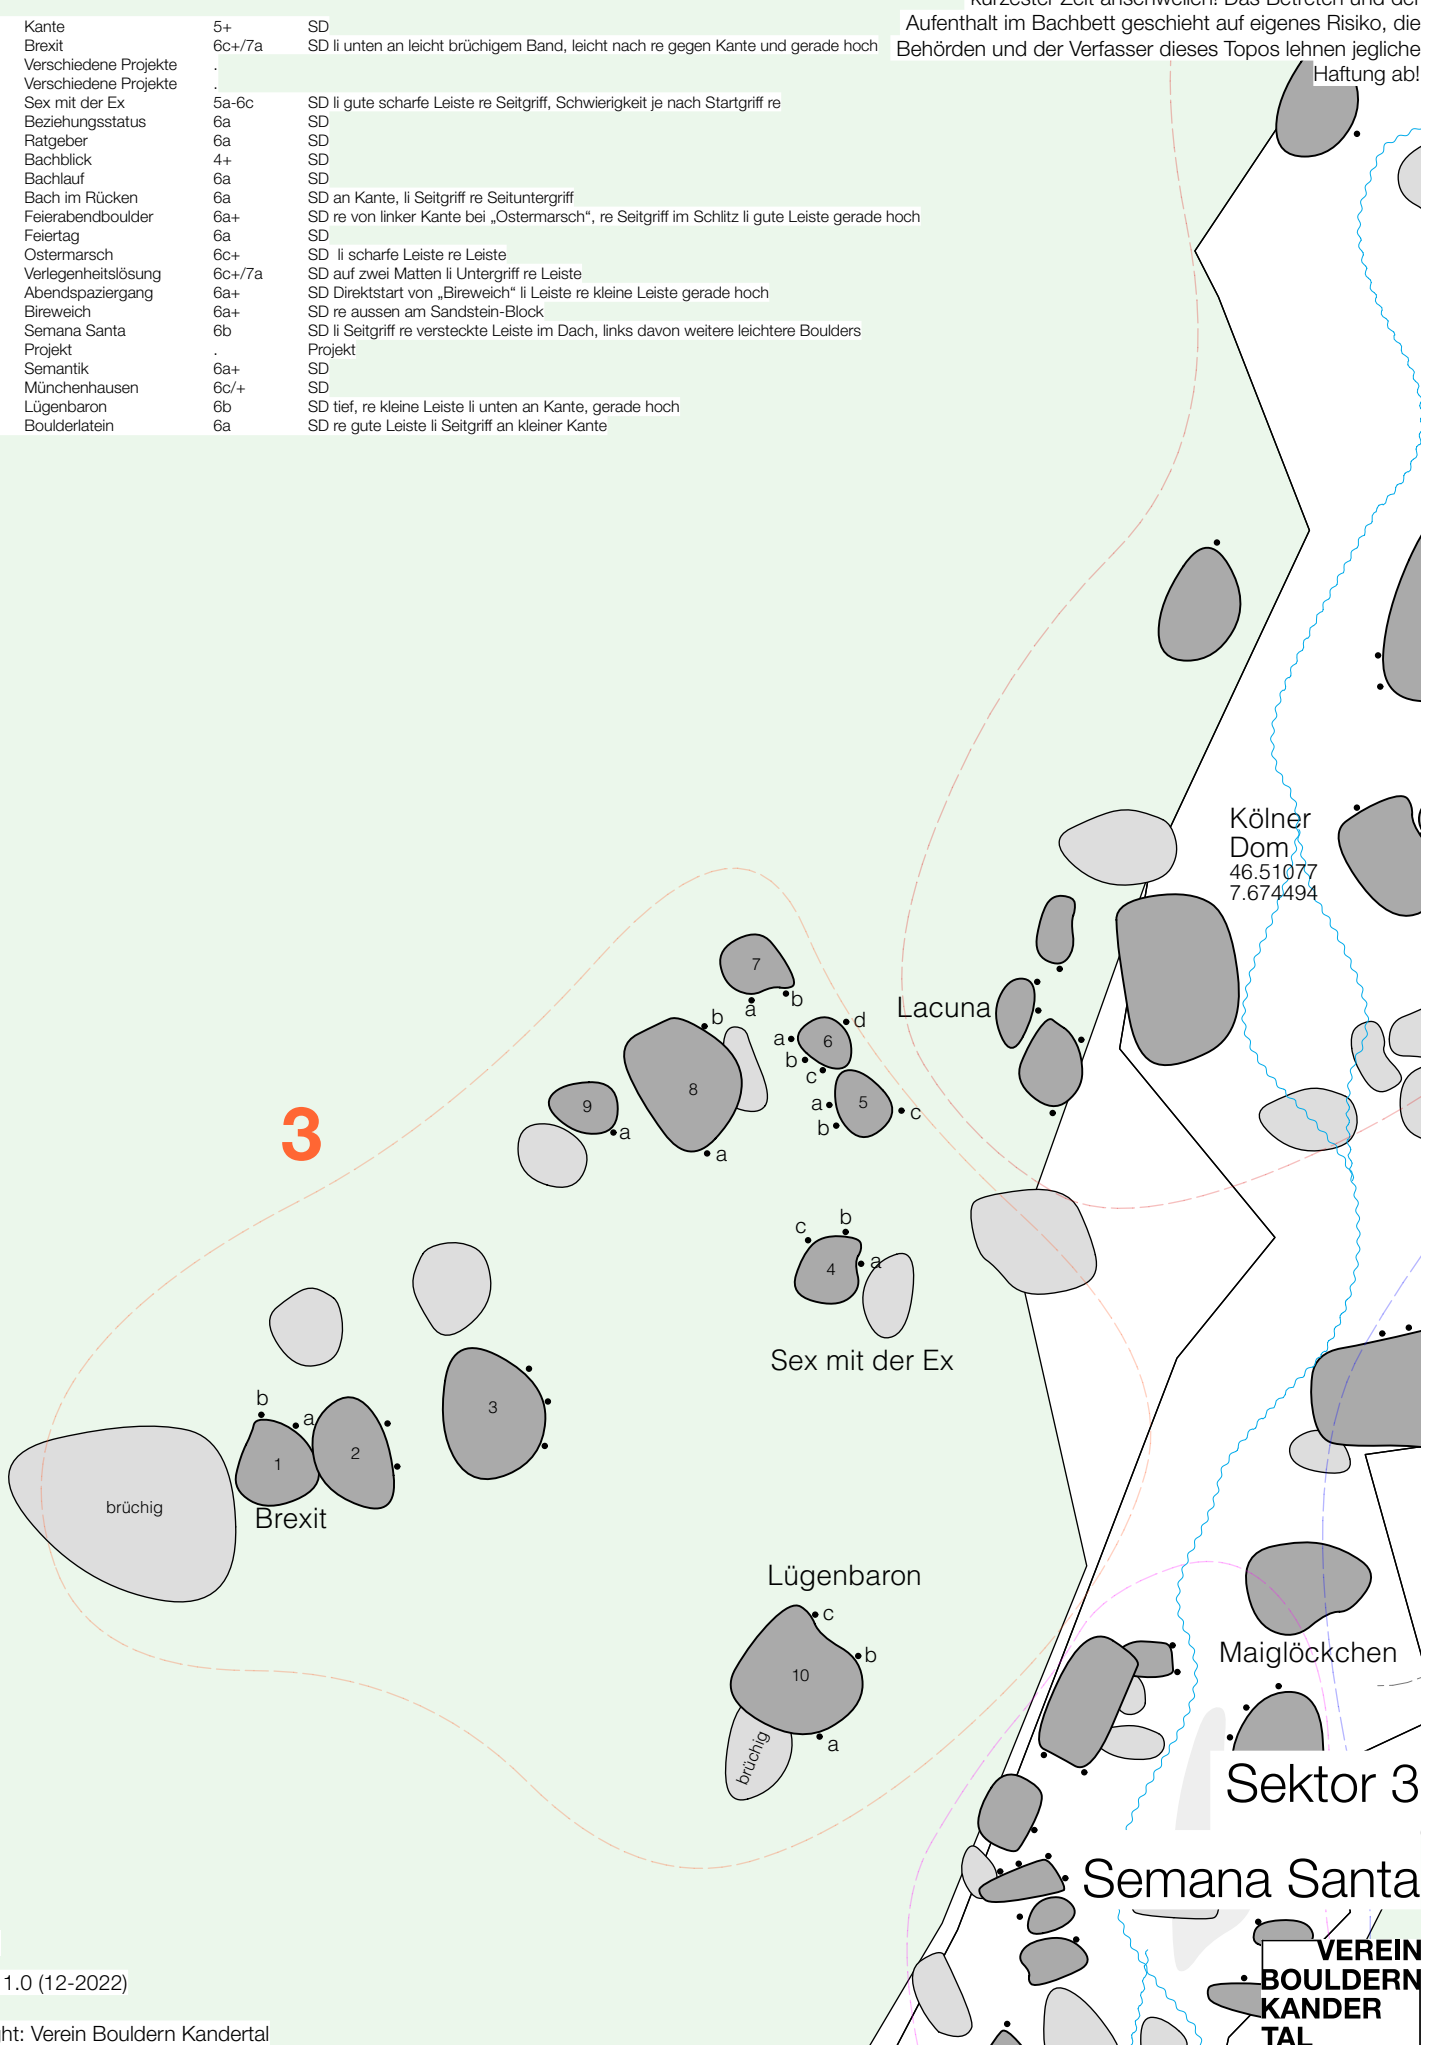 Aufenthalt im Bachbett geschieht auf eigenes Risiko, die
Behörden und der Verfasser dieses Topos lehnen jegliche
Haftung ab!
Kante 5+ SD
Brexit 6c+/7a SD li unten an leicht brüchigem Band, leicht nach re gegen Kante und gerade hoch
Verschiedene Projekte .
Verschiedene Projekte .
Sex mit der Ex 5a-6c SD li gute scharfe Leiste re Seitgriff, Schwierigkeit je nach Startgriff re
Beziehungsstatus 6a SD
Ratgeber 6a SD
Bachblick 4+ SD
Bachlauf 6a SD
Bach im Rücken 6a SD an Kante, li Seitgriff re Seituntergriff
Feierabendboulder 6a+ SD re von linker Kante bei „Ostermarsch“, re Seitgriff im Schlitz li gute Leiste gerade hoch
Feiertag 6a SD
Ostermarsch 6c+ SD li scharfe Leiste re Leiste
Verlegenheitslösung 6c+/7a SD auf zwei Matten li Untergriff re Leiste
Abendspaziergang 6a+ SD Direktstart von „Bireweich“ li Leiste re kleine Leiste gerade hoch
Bireweich 6a+ SD re aussen am Sandstein-Block
Semana Santa 6b SD li Seitgriff re versteckte Leiste im Dach, links davon weitere leichtere Boulders
Projekt . Projekt
Semantik 6a+ SD
Münchenhausen 6c/+ SD
Lügenbaron 6b SD tief, re kleine Leiste li unten an Kante, gerade hoch
Boulderlatein 6a SD re gute Leiste li Seitgriff an kleiner Kante
Kölner
Dom
46.51077
7.674494
7
a
b
Lacuna
b
8
a
a
b
c
d
6
a
b
c
5
9
a
3
c
b
a
4
Sex mit der Ex
3
b
a
1
2
brüchig
Brexit
Lügenbaron
c
b
10
a
brüchig
Maiglöckchen
Sektor 3
Semana Santa
VEREIN
BOULDERN
KANDER
TAL
1.0 (12-2022)
ht: Verein Bouldern Kandertal